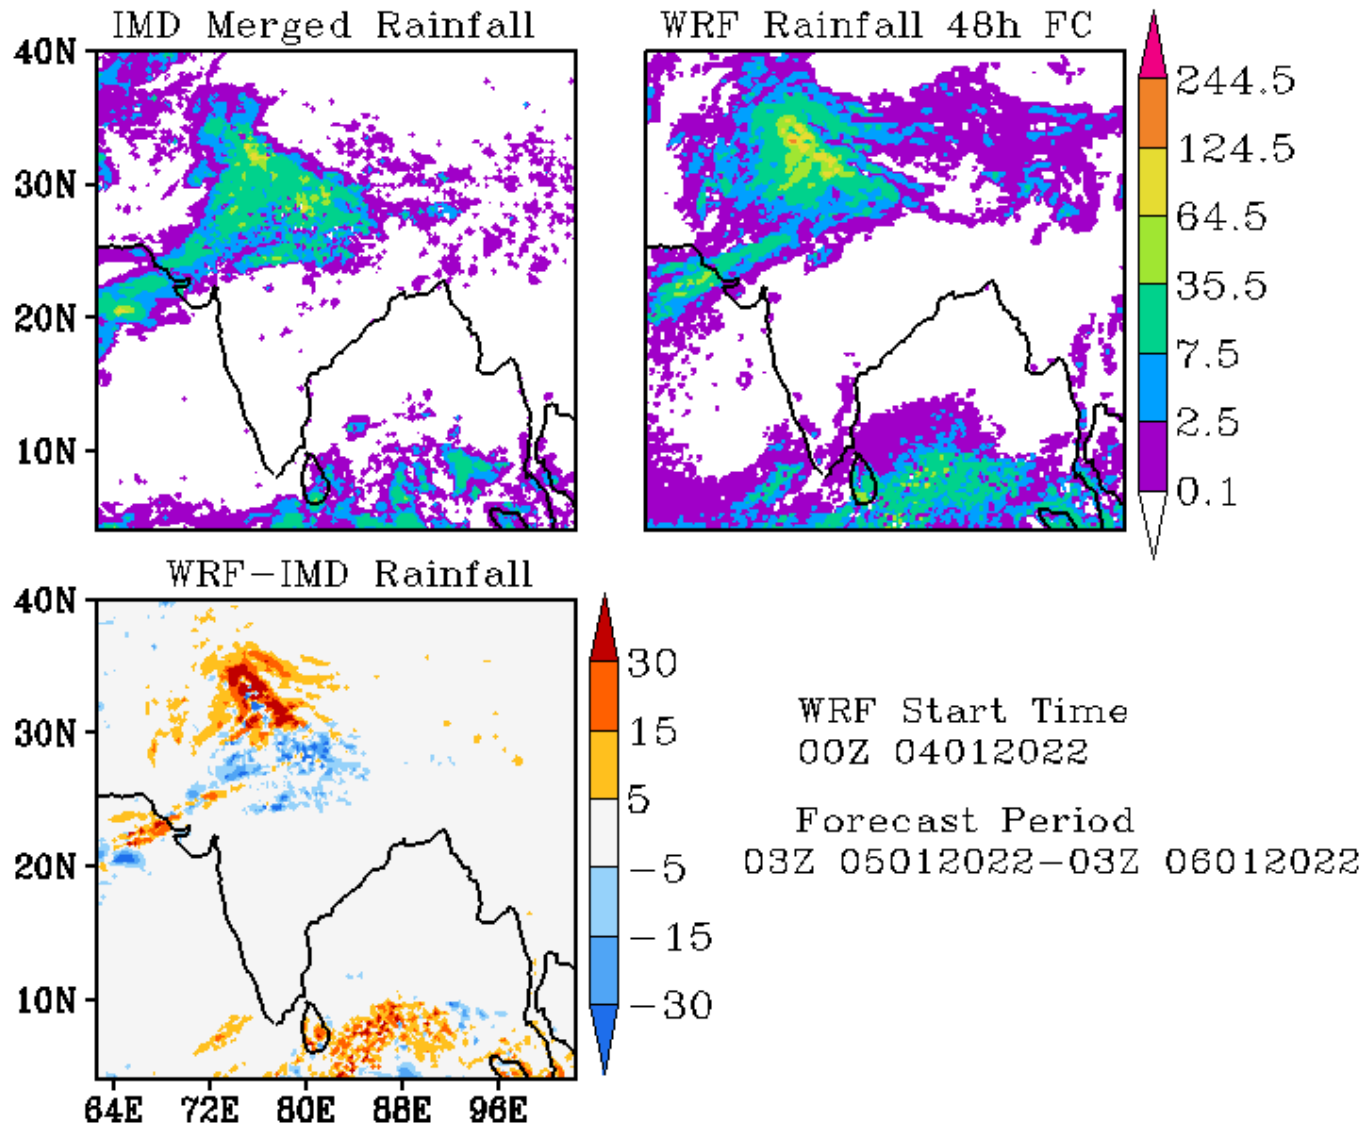 IMD Merged Rainfall
WRF Rainfall 48h FC
40N
30N
20N
10N
244.5
124.5
64.5
35.5
7.5
2.5
0.1
WRF-IMD Rainfall
40N
30N
20N
10N
64E 72E 80E 88E 96E
30
15
5
-5
-15
-30
WRF Start Time
00Z 04012022
Forecast Period
03Z 05012022-03Z 06012022